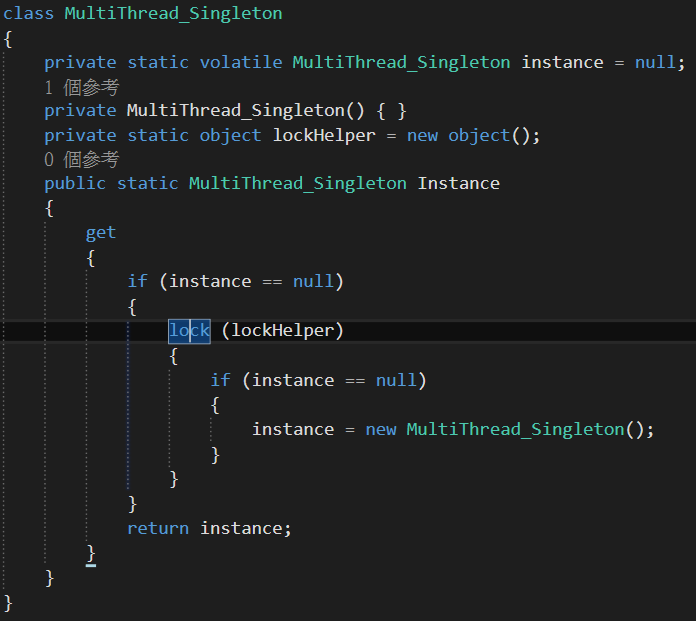 class MultiThread_Singleton
{
private static volatile MultiThread_Singleton instance = null;
1 個參考
private MultiThread_Singleton() { }
private static object lockHelper = new object();
0 個參考
public static MultiThread_Singleton Instance
{
get
{
if (instance == null)
{
lock (lockHelper)
{
if (instance == null)
{
instance = new MultiThread_Singleton();
}
}
}
return instance;
}
}
}